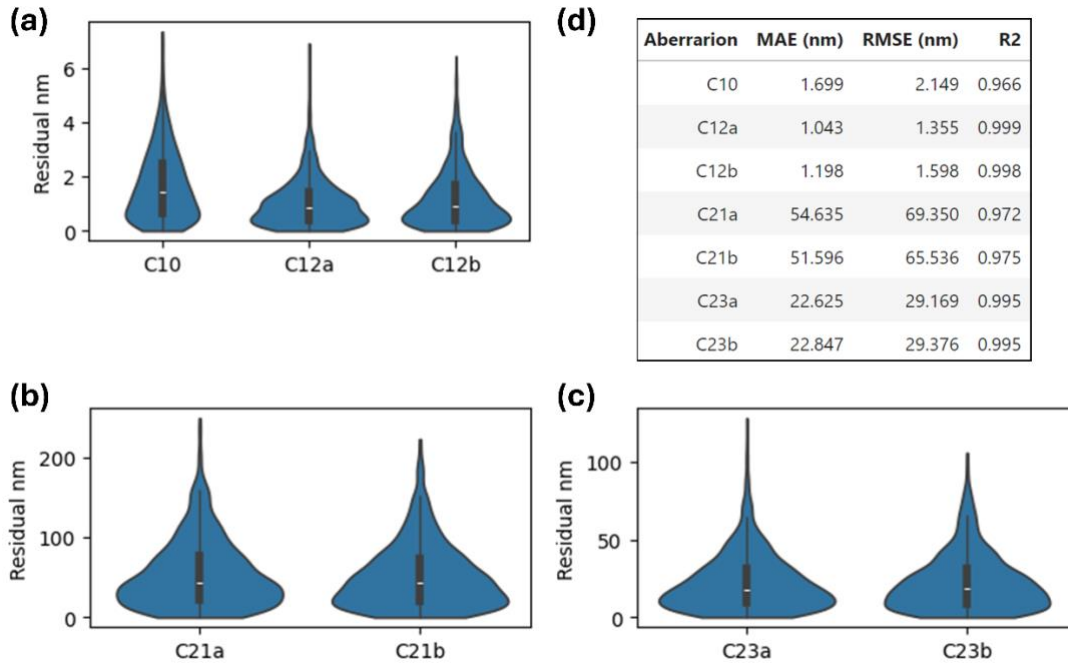 (a)
Residual nm
6
4
2
0
C10 C12a C12b
(d)
Aberrarion MAE (nm) RMSE (nm) R2
C10 1.699 2.149 0.966
C12a 1.043 1.355 0.999
C12b 1.198 1.598 0.998
C21a 54.635 69.350 0.972
C21b 51.596 65.536 0.975
C23a 22.625 29.169 0.995
C23b 22.847 29.376 0.995
(b)
Residual nm
200
100
0
C21a C21b
(c)
Residual nm
100
50
0
C23a C23b